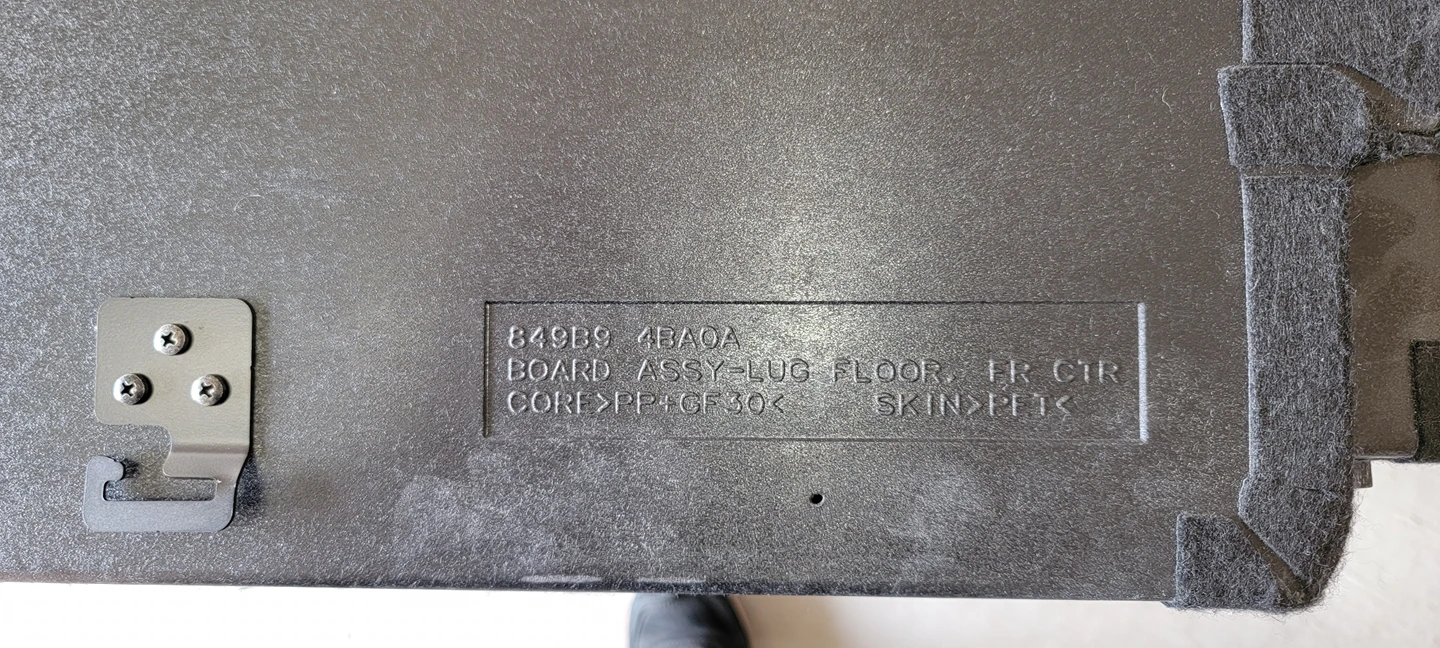 849B9 4BA0A
BOARD ASSY-LUG FLOOR, FR CTR
CORE>PP+GF30< SKIN>PET<